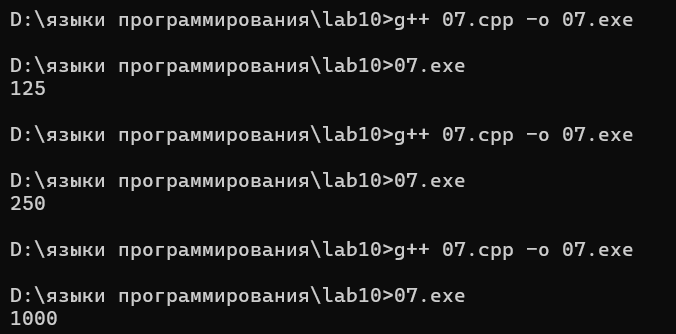 D:\языки программирования\lab10>g++ 07.cpp -o 07.exe
D:\языки программирования\lab10>07.exe
125
D:\языки программирования\lab10>g++ 07.cpp -o 07.exe
D:\языки программирования\lab10>07.exe
250
D:\языки программирования\lab10>g++ 07.cpp -o 07.exe
D:\языки программирования\lab10>07.exe
1000